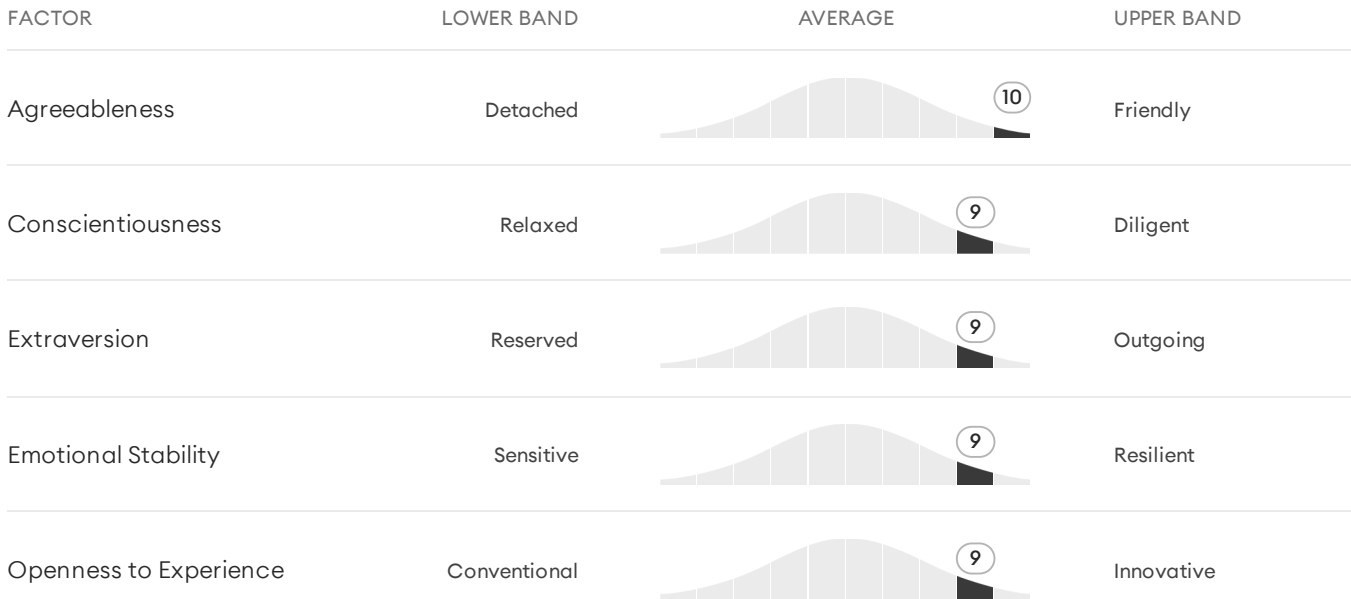 FACTOR LOWER BAND AVERAGE UPPER BAND
Agreeableness Detached 10 Friendly
Conscientiousness Relaxed 9 Diligent
Extraversion Reserved 9 Outgoing
Emotional Stability Sensitive 9 Resilient
Openness to Experience Conventional 9 Innovative